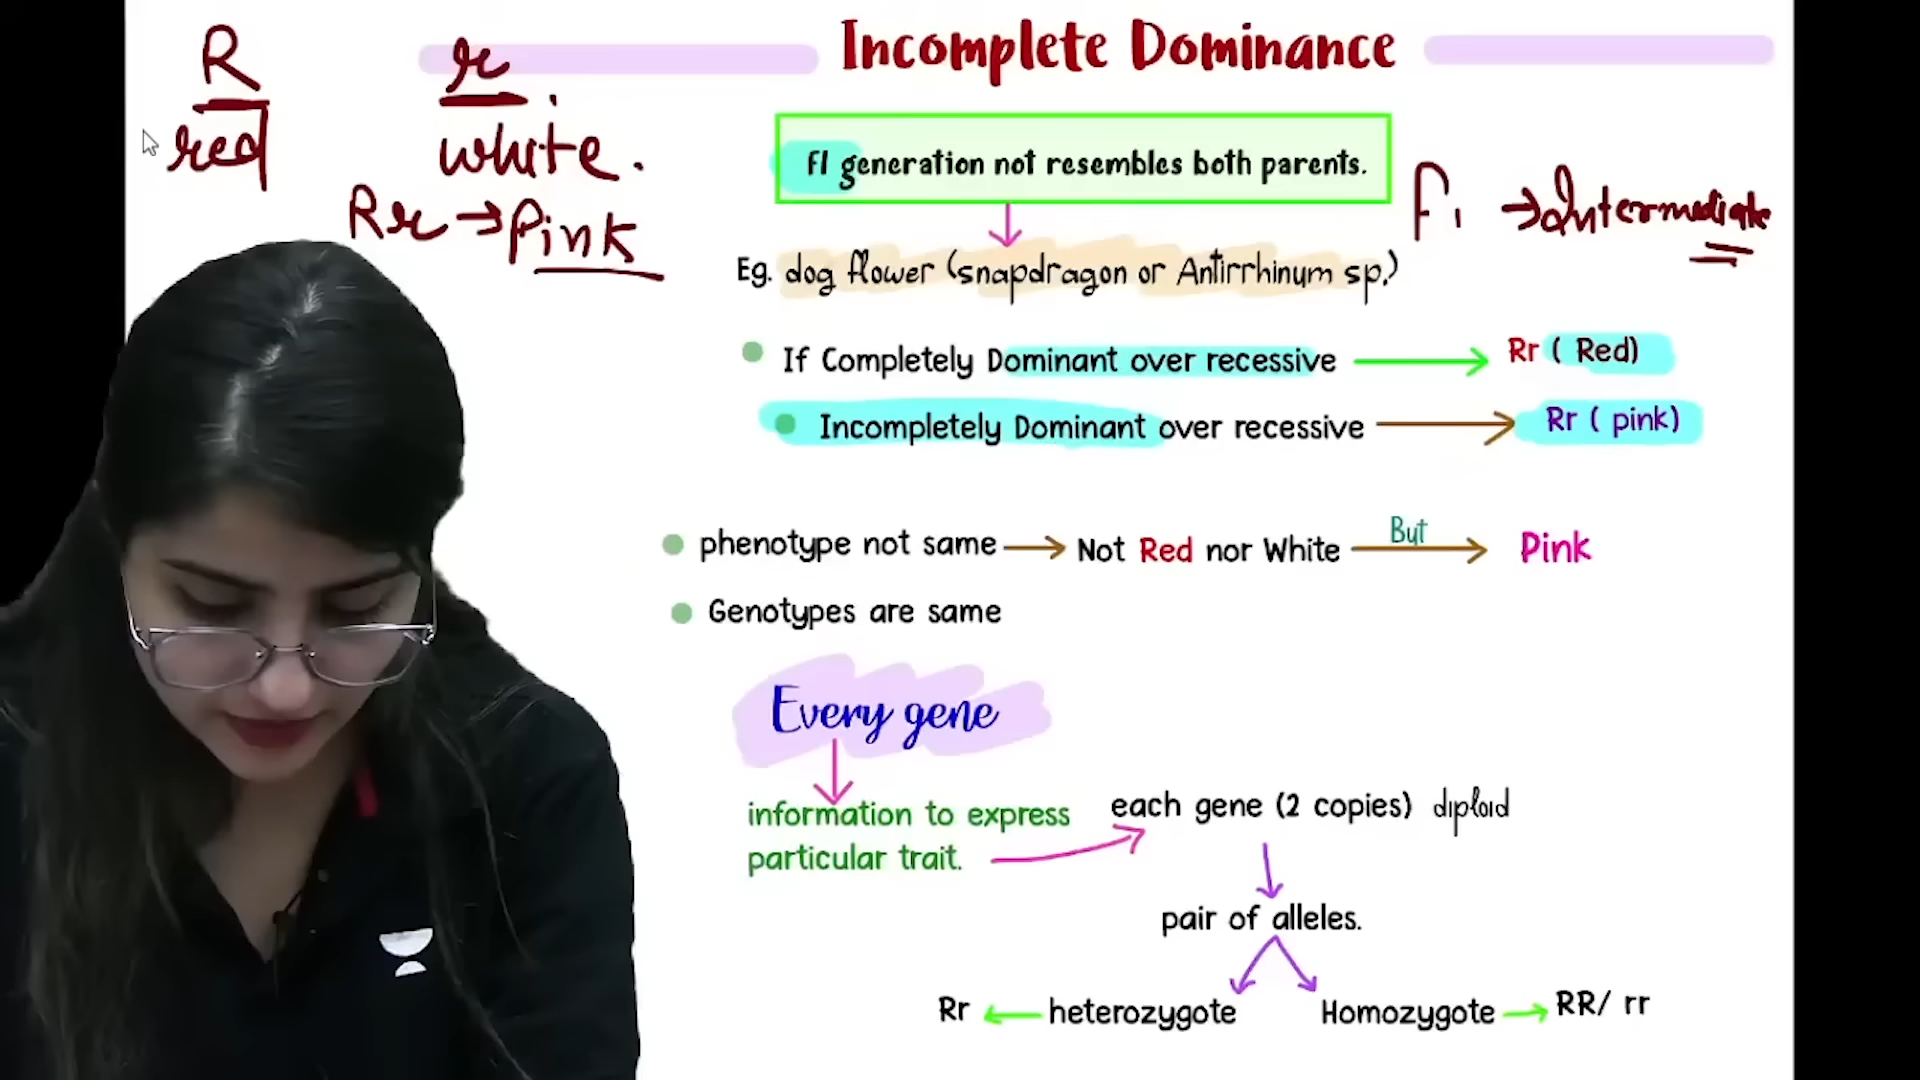 R
r
red
white.
Rr → Pink
Incomplete Dominance
F1 generation not resembles both parents.
F1 → Intermediate
Eg. dog flower (snapdragon or Antirrhinum sp.)
If Completely Dominant over recessive → Rr ( Red)
Incompletely Dominant over recessive → Rr ( pink)
phenotype not same → Not Red nor White But → Pink
Genotypes are same
Every gene
information to express
particular trait.
each gene (2 copies) diploid
pair of alleles.
Rr ← heterozygote Homozygote → RR/ rr